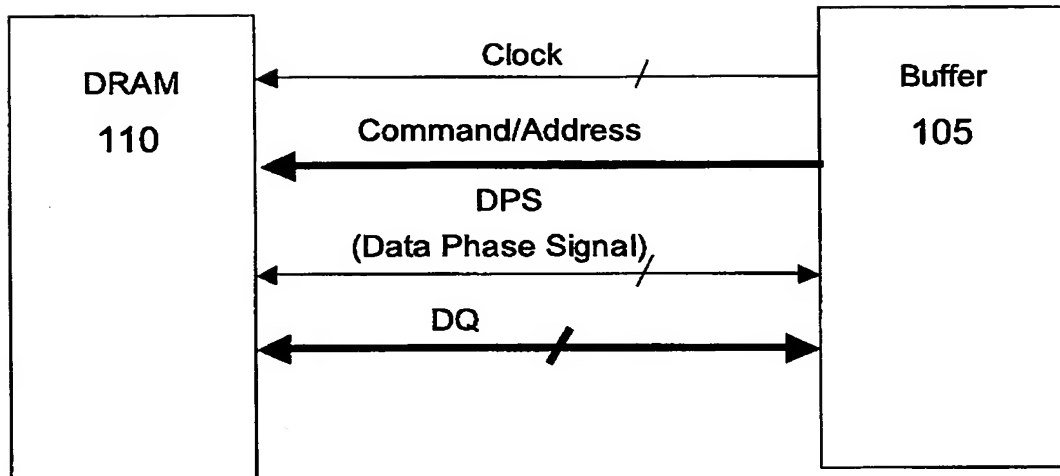 DRAM
110
Clock
Command/Address
DPS
(Data Phase Signal)
DQ
Buffer
105